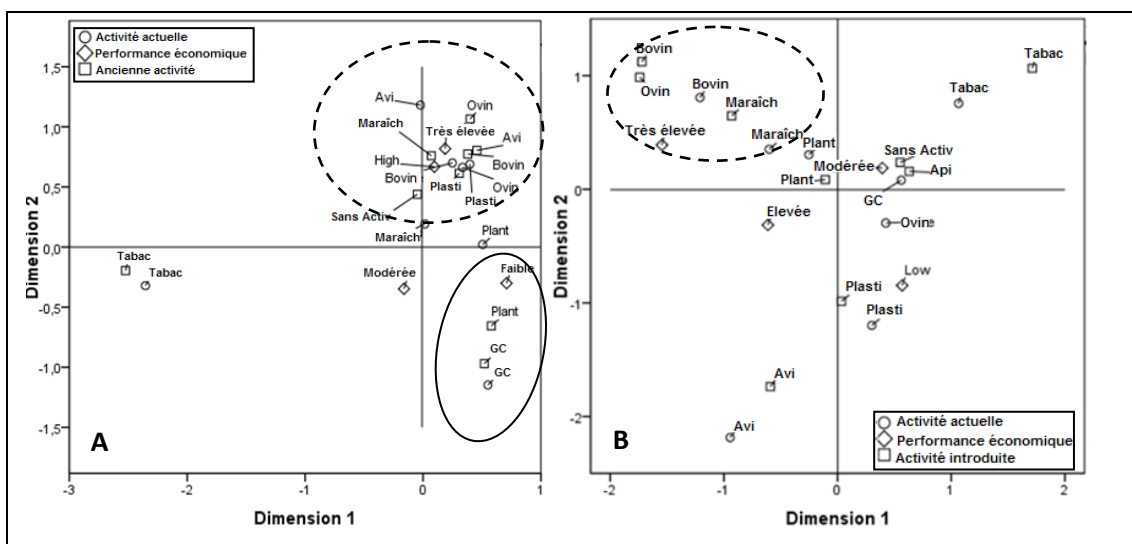 Activité actuelle
Performance économique
Ancienne activité
1,5
1,0
0,5
0,0
-0,5
-1,0
-1,5
Dimension 2
Avi
Ovin
Maraîch
Très élevée
Avi
High
Bovin
Bovin
Plasti
Ovin
Plasti
Sans Activ
Maraîch
Plant
Tabac
Tabac
Modérée
Faible
Plant
GC
GC
A
-3
-2
-1
0
1
Dimension 1
Bovin
Ovin
Bovin
Maraîch
Tabac
Tabac
Très élevée
Maraîch
Plant
Sans Activ
Modérée
Api
Plant
GC
Elevée
Ovin
Low
Plasti
Plasti
Avi
Avi
1
0
-1
-2
Dimension 2
B
Activité actuelle
Performance économique
Activité introduite
-2
-1
0
1
2
Dimension 1